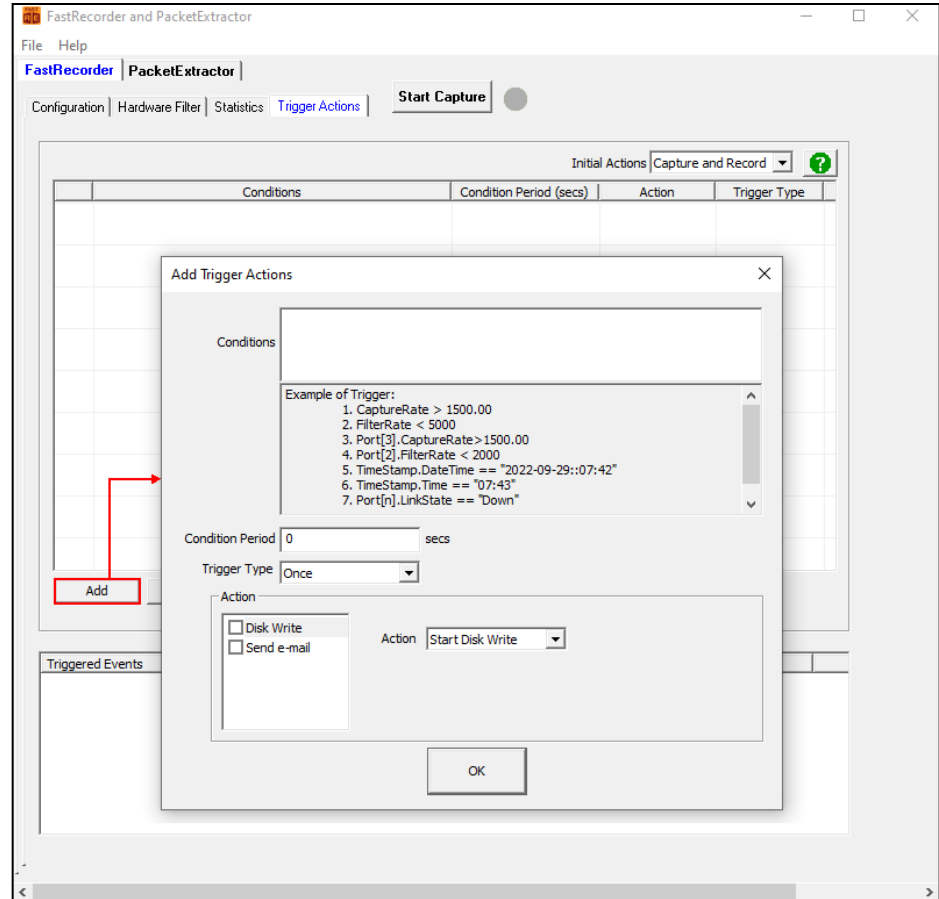 FastRecorder and PacketExtractor
File Help
FastRecorder PacketExtractor
Configuration Hardware Filter Statistics Trigger Actions Start Capture
Initial Actions Capture and Record ?
Conditions Condition Period (secs) Action Trigger Type
Add Trigger Actions
Conditions
Example of Trigger:
1. CaptureRate > 1500.00
2. FilterRate < 5000
3. Port[3].CaptureRate>1500.00
4. Port[2].FilterRate < 2000
5. TimeStamp.DateTime == "2022-09-29::07:42"
6. TimeStamp.Time == "07:43"
7. Port[n].LinkState == "Down"
Condition Period 0 secs
Trigger Type Once
Add
Action
Disk Write
Send e-mail
Action Start Disk Write
Triggered Events
OK